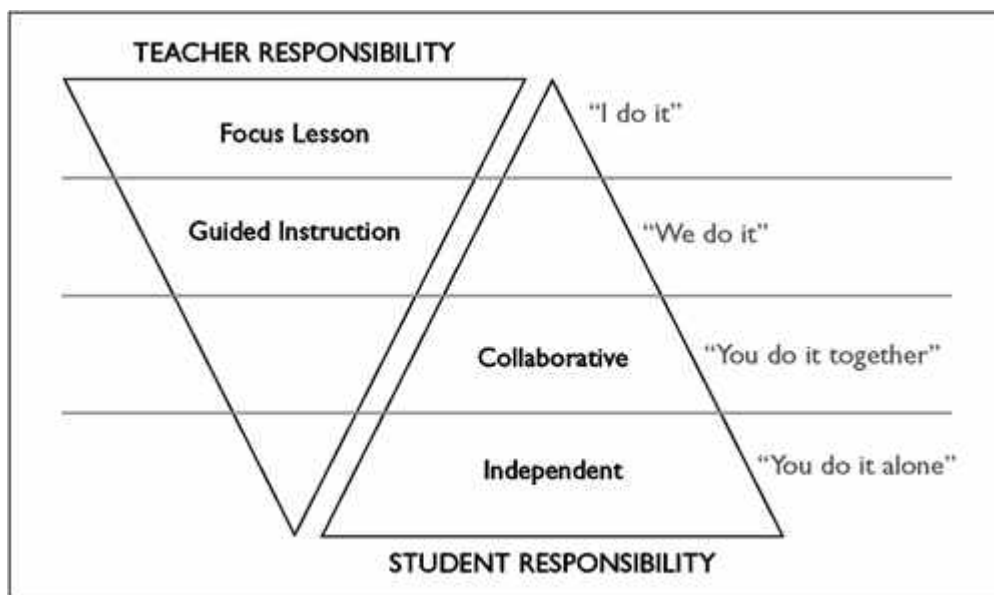 TEACHER RESPONSIBILITY
Focus Lesson
“I do it”
Guided Instruction
“We do it”
Collaborative
“You do it together”
Independent
“You do it alone”
STUDENT RESPONSIBILITY